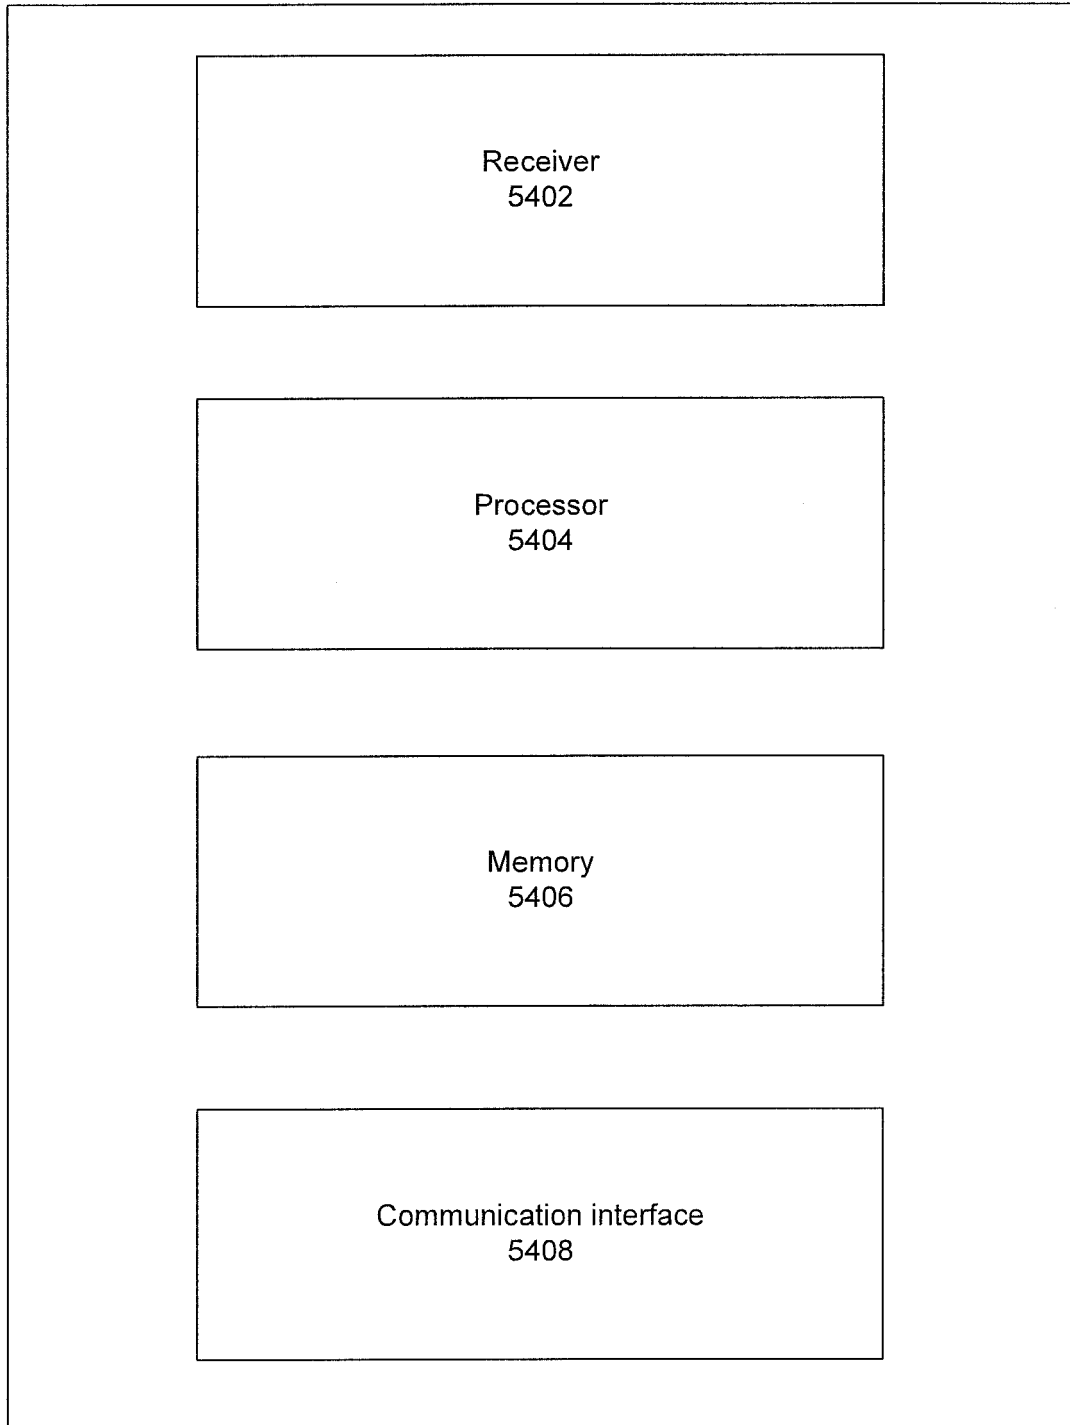 Receiver
5402
Processor
5404
Memory
5406
Communication interface
5408